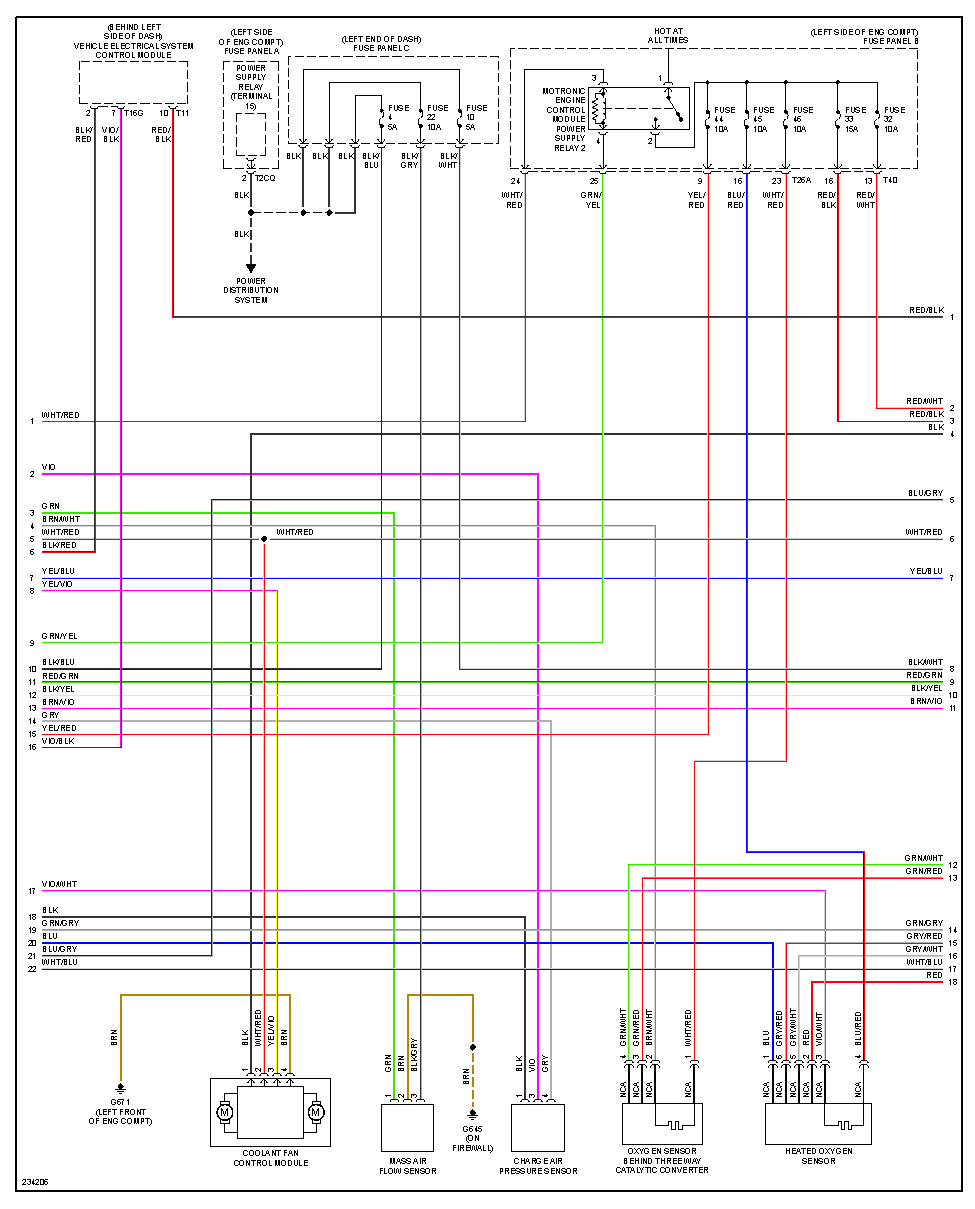 (BEHIND LEFT
SIDE OF DASH)
VEHICLE ELECTRICAL SYSTEM
CONTROL MODULE
(LEFT SIDE
OF ENG COMPT)
FUSE PANEL A
POWER
SUPPLY
RELAY
(TERMINAL
15)
(LEFT END OF DASH)
FUSE PANEL C
HOT AT
ALL TIMES
(LEFT SIDE OF ENG COMPT)
FUSE PANEL B
FUSE
4
5A
FUSE
22
10A
FUSE
10
5A
3
1
MOTRONIC
ENGINE
CONTROL
MODULE
POWER
SUPPLY
RELAY 2
4
2
FUSE
44
10A
FUSE
45
10A
FUSE
46
10A
FUSE
33
15A
FUSE
32
10A
2
7
T16G
10
T11
BLK/
RED
VIO/
BLK
RED/
BLK
2
T2CQ
BLK
BLK
POWER
DISTRIBUTION
SYSTEM
BLK
BLK
BLK
BLK/
BLU
BLK/
GRY
BLK/
WHT
24
25
9
16
23
T26A
16
13
T40
WHT/
RED
GRN/
YEL
YEL/
RED
BLU/
RED
WHT/
RED
RED/
BLK
RED/
WHT
RED/BLK 1
RED/WHT 2
1 WHT/RED
RED/BLK 3
BLK 4
2 VIO
BLU/GRY 5
3 GRN
4 BRN/WHT
5 WHT/RED
WHT/RED
WHT/RED 6
6 BLK/RED
7 YEL/BLU
YEL/BLU 7
8 YEL/VIO
9 GRN/YEL
10 BLK/BLU
BLK/WHT 8
11 RED/GRN
RED/GRN 9
12 BLK/YEL
BLK/YEL 10
13 BRN/VIO
BRN/VIO 11
14 GRY
15 YEL/RED
16 VIO/BLK
GRN/WHT 12
GRN/RED 13
17 VIO/WHT
18 BLK
19 GRN/GRY
GRN/GRY 14
20 BLU
GRY/RED 15
21 BLU/GRY
GRY/WHT 16
22 WHT/BLU
WHT/BLU 17
RED 18
BRN
G671
(LEFT FRONT
OF ENG COMPT)
BLK
WHT/RED
YEL/VIO
BRN
1
2
3
4
M
M
COOLANT FAN
CONTROL MODULE
GRN
BRN
BLK/GRY
1
2
3
MASS AIR
FLOW SENSOR
BRN
G645
(ON
FIREWALL)
BLK
VIO
GRY
1
3
4
CHARGE AIR
PRESSURE SENSOR
GRN/WHT
GRN/RED
BRN/WHT
WHT/RED
4
3
2
1
NCA
NCA
NCA
NCA
OXYGEN SENSOR
BEHIND THREE WAY
CATALYTIC CONVERTER
BLU
GRY/RED
GRY/WHT
RED
VIO/WHT
BLU/RED
1
6
5
2
3
4
NCA
NCA
NCA
NCA
NCA
NCA
HEATED OXYGEN
SENSOR
234206